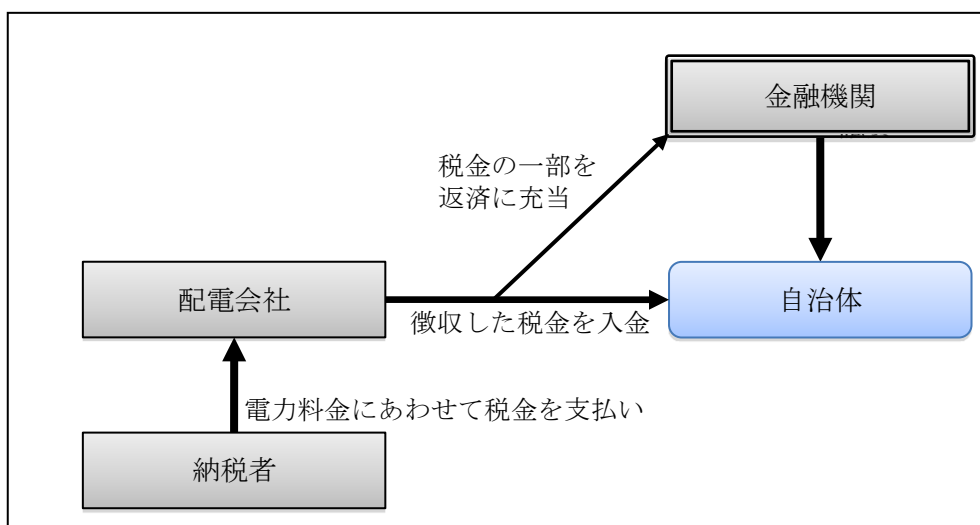 金融機関
税金の一部を
返済に充当
配電会社
自治体
徴収した税金を入金
電力料金にあわせて税金を支払い
納税者